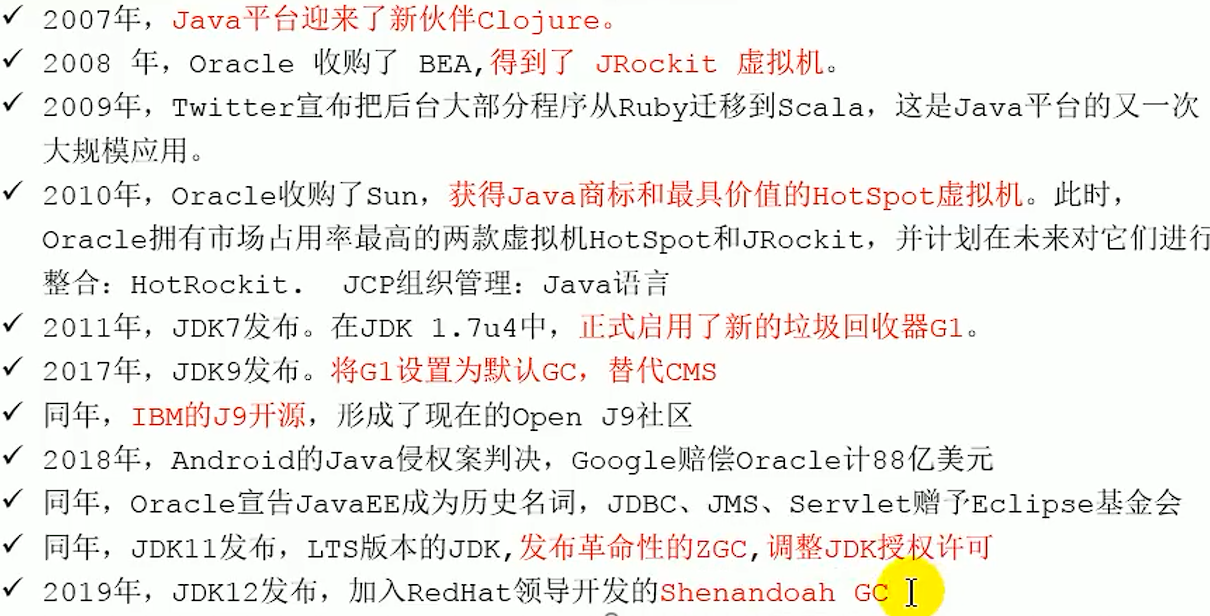 ✓ 2007年，Java平台迎来了新伙伴Clojure。
✓ 2008 年，Oracle 收购了 BEA,得到了 JRockit 虚拟机。
✓ 2009年，Twitter宣布把后台大部分程序从Ruby迁移到Scala，这是Java平台的又一次
大规模应用。
✓ 2010年，Oracle收购了Sun，获得Java商标和最具价值的HotSpot虚拟机。此时，
Oracle拥有市场占用率最高的两款虚拟机HotSpot和JRockit，并计划在未来对它们进行
整合：HotRockit. JCP组织管理：Java语言
✓ 2011年，JDK7发布。在JDK 1.7u4中，正式启用了新的垃圾回收器G1。
✓ 2017年，JDK9发布。将G1设置为默认GC，替代CMS
✓ 同年，IBM的J9开源，形成了现在的Open J9社区
✓ 2018年，Android的Java侵权案判决，Google赔偿Oracle计88亿美元
✓ 同年，Oracle宣告JavaEE成为历史名词，JDBC、JMS、Servlet赠予Eclipse基金会
✓ 同年，JDK11发布，LTS版本的JDK,发布革命性的ZGC,调整JDK授权许可
✓ 2019年，JDK12发布，加入RedHat领导开发的Shenandoah GC